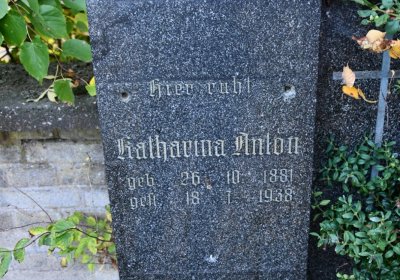 Hier ruht
Katharina Anton
geb. 26. 10. 1881
gest. 18. 1. 1938